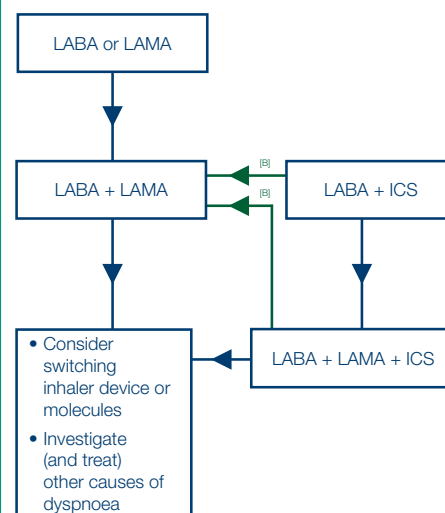 LABA or LAMA
[B]
LABA + LAMA
[B]
LABA + ICS
• Consider
switching
inhaler device or
molecules
• Investigate
(and treat)
other causes of
dyspnoea
LABA + LAMA + ICS